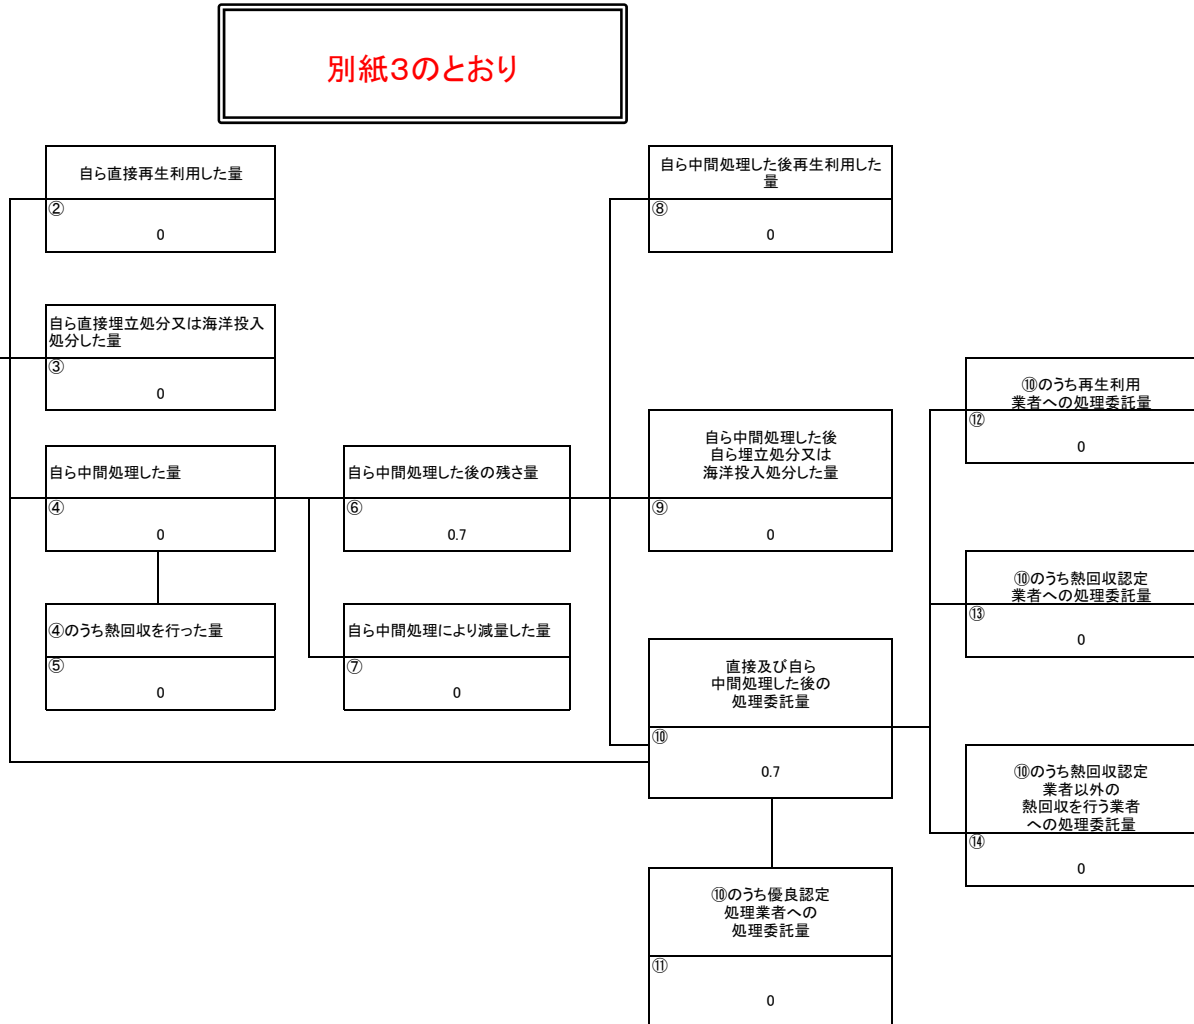 別紙３のとおり
自ら直接再生利用した量
②
0
自ら中間処理した後再生利用した
量
⑧
0
自ら直接埋立処分又は海洋投入
処分した量
③
0
⑩のうち再生利用
業者への処理委託量
⑫
0
自ら中間処理した量
④
0
自ら中間処理した後の残さ量
⑥
0.7
自ら中間処理した後
自ら埋立処分又は
海洋投入処分した量
⑨
0
⑩のうち熱回収認定
業者への処理委託量
⑬
0
④のうち熱回収を行った量
⑤
0
自ら中間処理により減量した量
⑦
0
直接及び自ら
中間処理した後の
処理委託量
⑩
0.7
⑩のうち熱回収認定
業者以外の
熱回収を行う業者
への処理委託量
⑭
0
⑩のうち優良認定
処理業者への
処理委託量
⑪
0